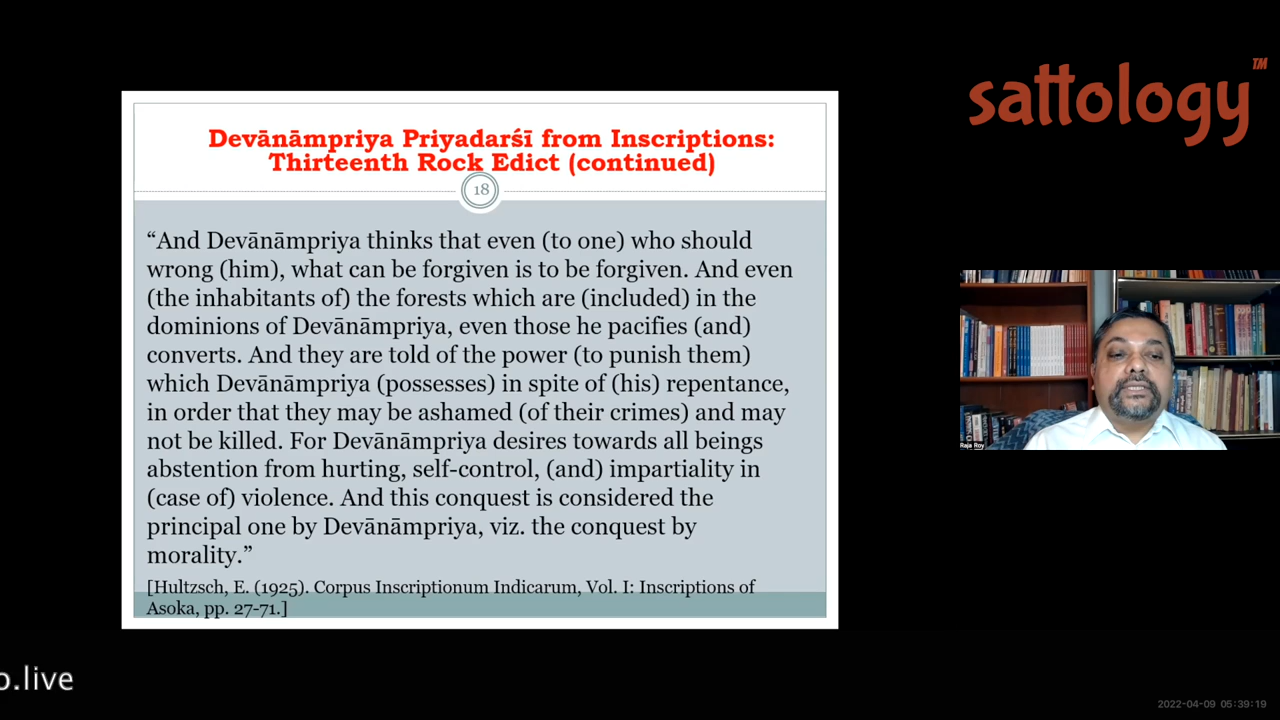 sattology™
Devānāmpriya Priyadarśī from Inscriptions:
Thirteenth Rock Edict (continued)
18
“And Devānāmpriya thinks that even (to one) who should
wrong (him), what can be forgiven is to be forgiven. And even
(the inhabitants of) the forests which are (included) in the
dominions of Devānāmpriya, even those he pacifies (and)
converts. And they are told of the power (to punish them)
which Devānāmpriya (possesses) in spite of (his) repentance,
in order that they may be ashamed (of their crimes) and may
not be killed. For Devānāmpriya desires towards all beings
abstention from hurting, self-control, (and) impartiality in
(case of) violence. And this conquest is considered the
principal one by Devānāmpriya, viz. the conquest by
morality.”
[Hultzsch, E. (1925). Corpus Inscriptionum Indicarum, Vol. I: Inscriptions of
Asoka, pp. 27-71.]
Raja Roy
o.live
2022-04-09 05:39:19